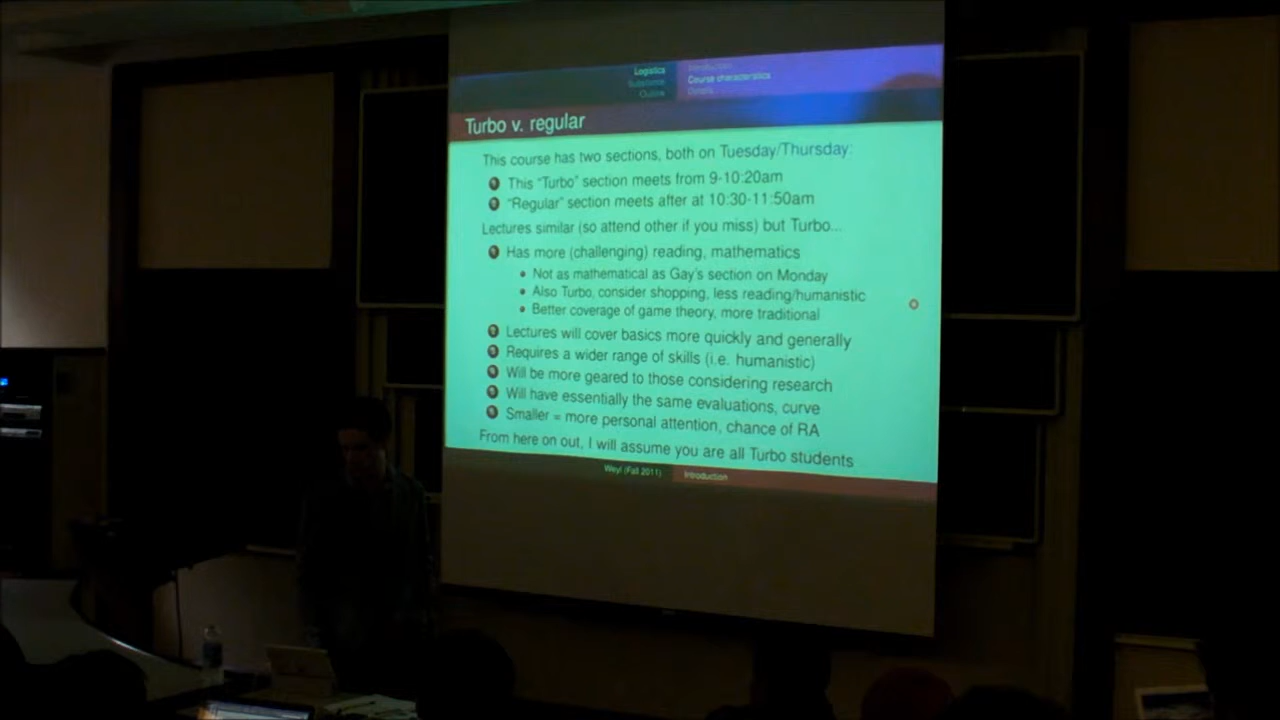 Logistics
Substance
Outline
Introduction
Course characteristics
Details
Turbo v. regular
This course has two sections, both on Tuesday/Thursday:
This “Turbo” section meets from 9-10:20am
“Regular” section meets after at 10:30-11:50am
Lectures similar (so attend other if you miss) but Turbo...
Has more (challenging) reading, mathematics
Not as mathematical as Gay's section on Monday
Also Turbo, consider shopping, less reading/humanistic
Better coverage of game theory, more traditional
Lectures will cover basics more quickly and generally
Requires a wider range of skills (i.e. humanistic)
Will be more geared to those considering research
Will have essentially the same evaluations, curve
Smaller = more personal attention, chance of RA
From here on out, I will assume you are all Turbo students
Weyl (Fall 2011)
Introduction